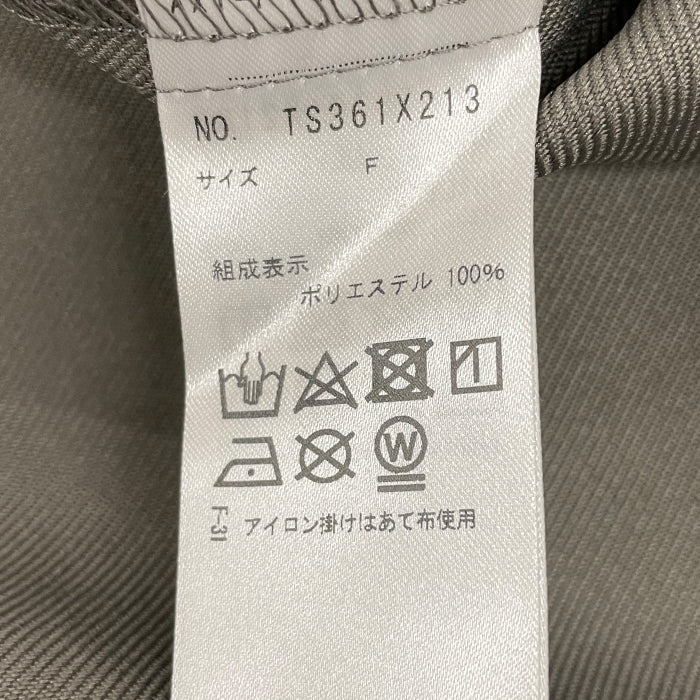 NO. TS361X213
サイズ F
組成表示
ポリエステル 100%
W
F-31 アイロン掛けはあて布使用